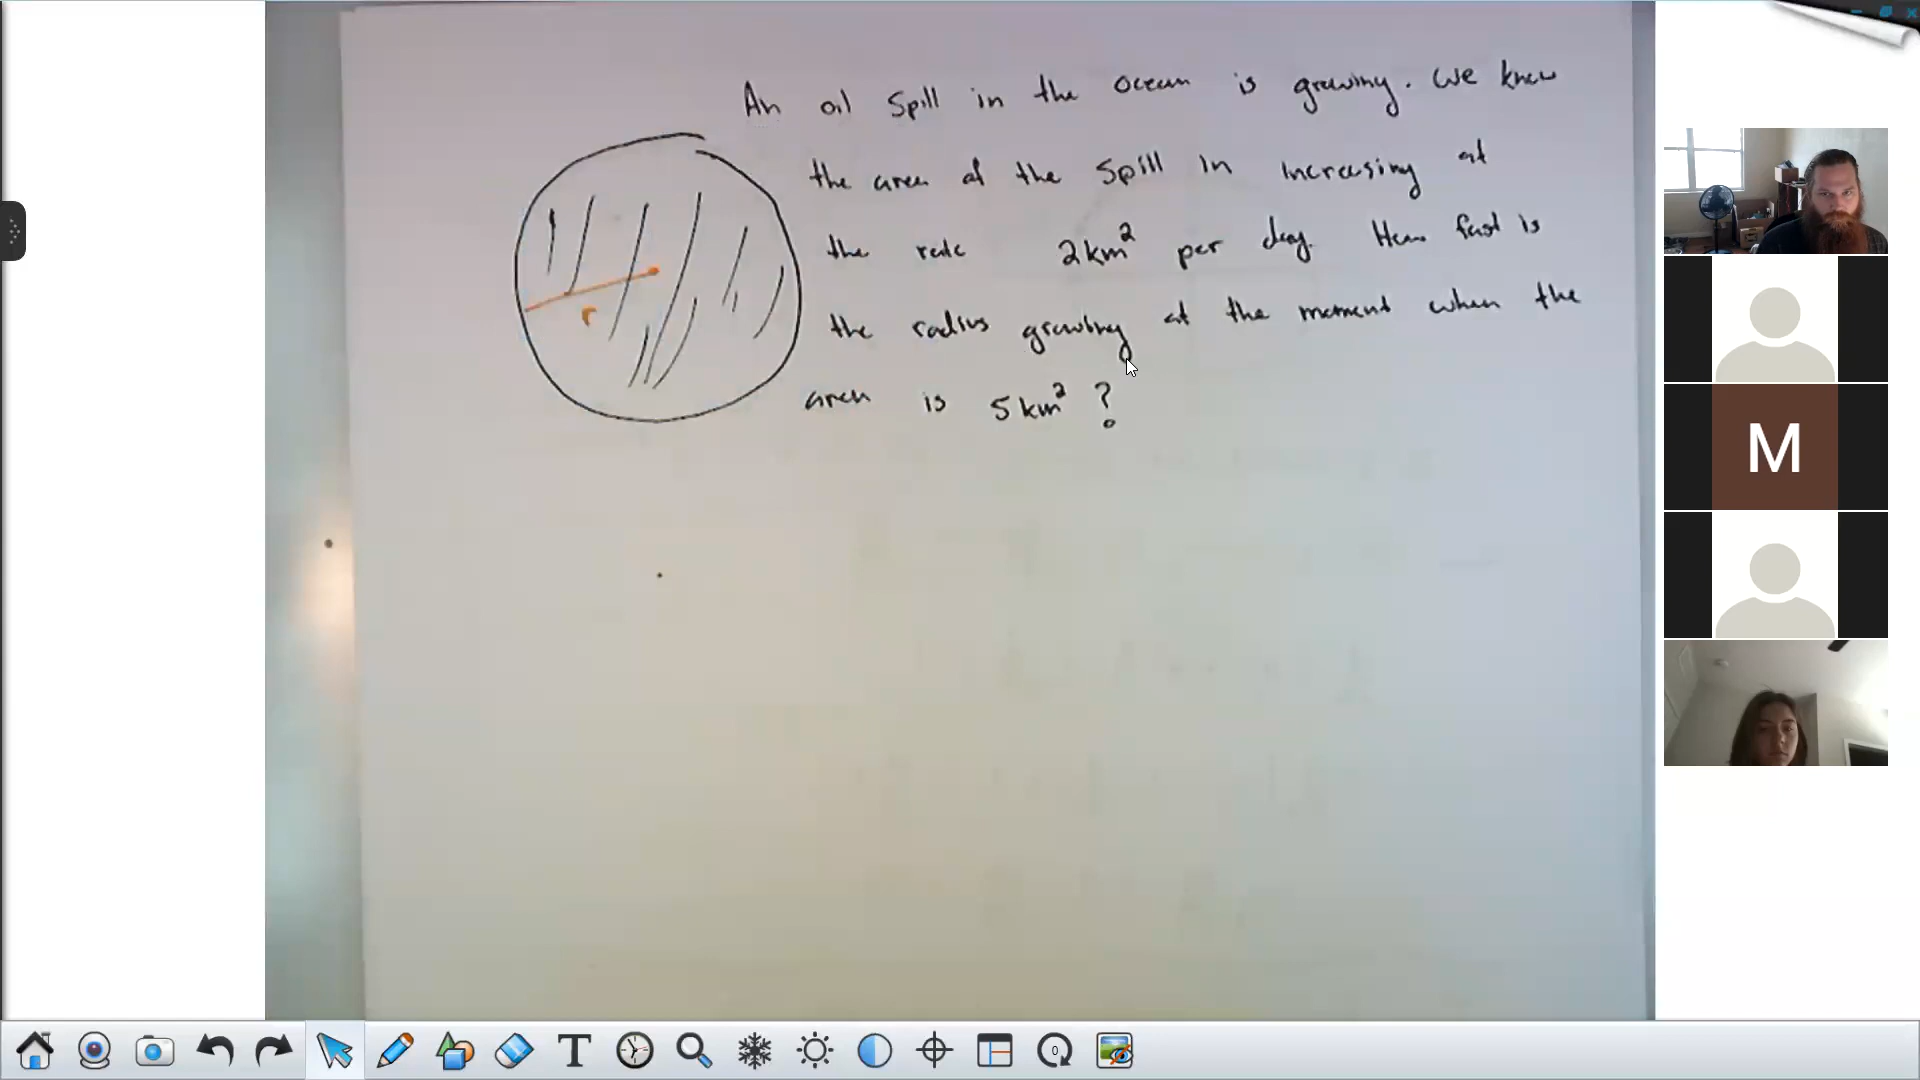 An oil spill in the ocean is growing. We know
the area of the spill in increasing at
the rate 2km² per day. How fast is
the radius growing at the moment when the
area is 5km² ?
r
M
T
0